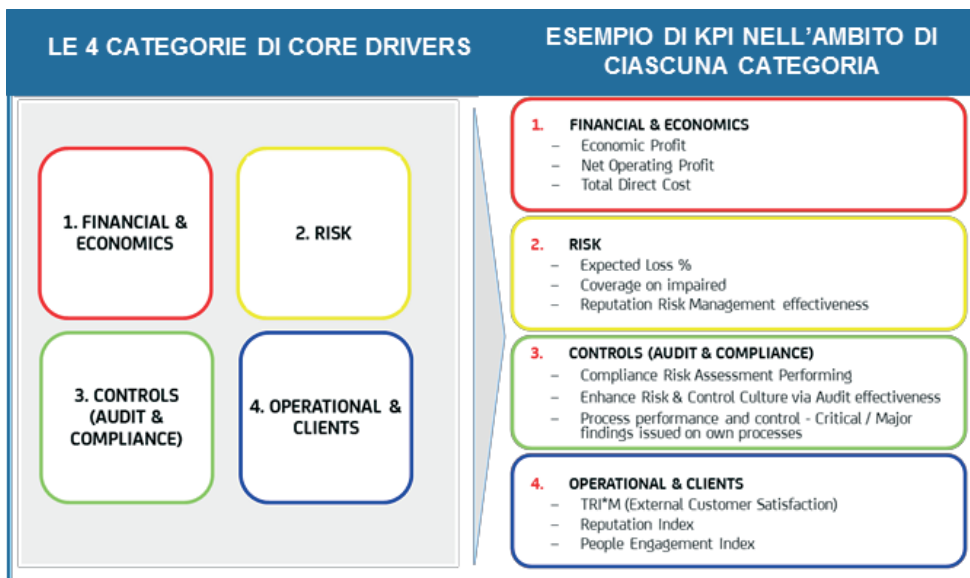 LE 4 CATEGORIE DI CORE DRIVERS
ESEMPIO DI KPI NELL'AMBITO DI
CIASCUNA CATEGORIA
1. FINANCIAL &
ECONOMICS
2. RISK
3. CONTROLS
(AUDIT &
COMPLIANCE)
4. OPERATIONAL &
CLIENTS
1. FINANCIAL & ECONOMICS
– Economic Profit
– Net Operating Profit
– Total Direct Cost
2. RISK
– Expected Loss %
– Coverage on impaired
– Reputation Risk Management effectiveness
3. CONTROLS (AUDIT & COMPLIANCE)
– Compliance Risk Assessment Performing
– Enhance Risk & Control Culture via Audit effectiveness
– Process performance and control - Critical / Major
findings issued on own processes
4. OPERATIONAL & CLIENTS
– TRI*M (External Customer Satisfaction)
– Reputation Index
– People Engagement Index